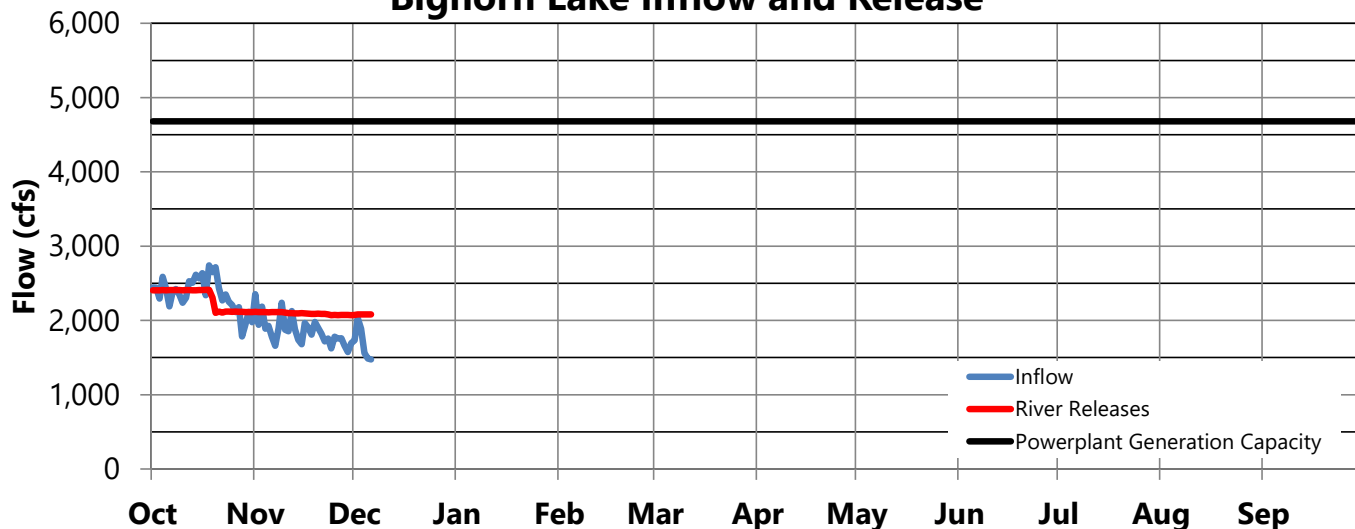 Bighorn Lake Inflow and Release
6,000
5,000
4,000
3,000
2,000
1,000
0
Flow (cfs)
Inflow
River Releases
Powerplant Generation Capacity
Oct Nov Dec Jan Feb Mar Apr May Jun Jul Aug Sep